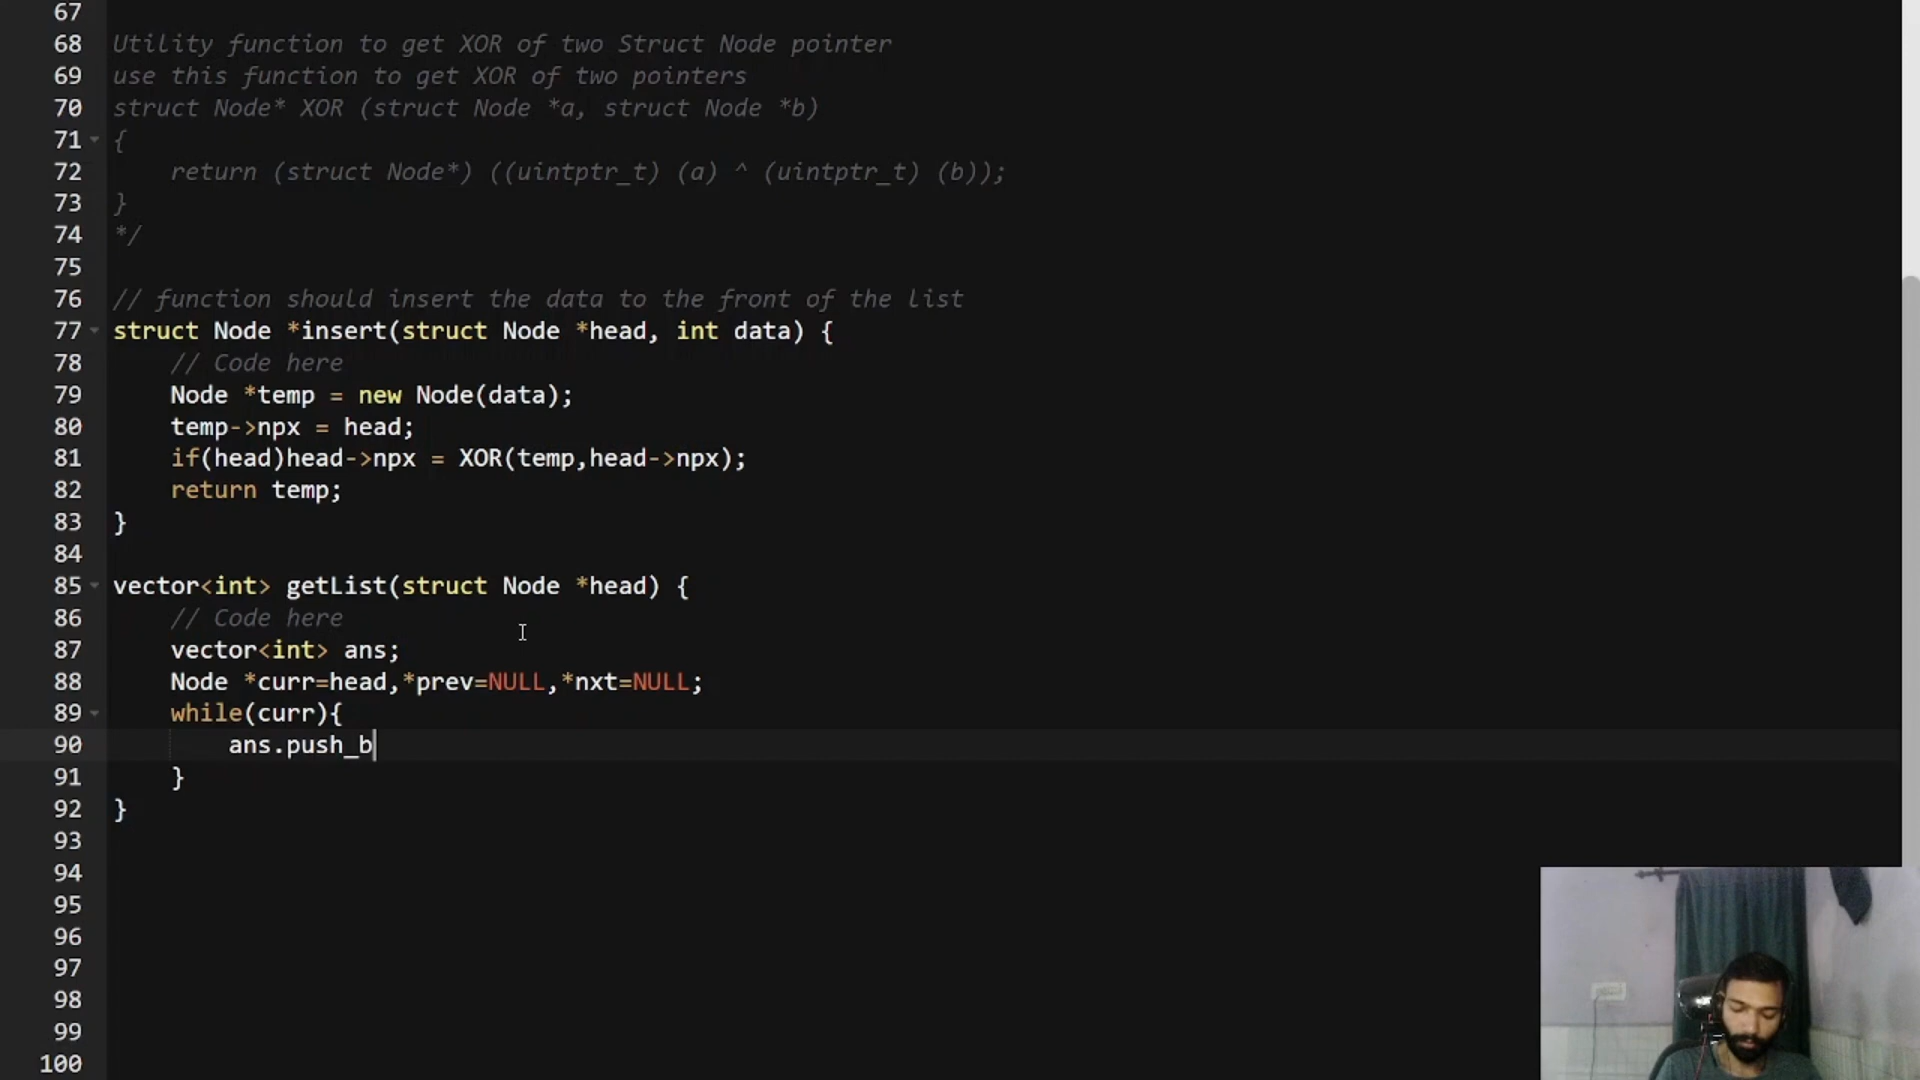 67
68 Utility function to get XOR of two Struct Node pointer
69 use this function to get XOR of two pointers
70 struct Node* XOR (struct Node *a, struct Node *b)
71 {
72     return (struct Node*) ((uintptr_t) (a) ^ (uintptr_t) (b));
73 }
74 */
75
76 // function should insert the data to the front of the list
77 struct Node *insert(struct Node *head, int data) {
78     // Code here
79     Node *temp = new Node(data);
80     temp->npx = head;
81     if(head)head->npx = XOR(temp,head->npx);
82     return temp;
83 }
84
85 vector<int> getList(struct Node *head) {
86     // Code here
87     vector<int> ans;
88     Node *curr=head,*prev=NULL,*nxt=NULL;
89     while(curr){
90         ans.push_b
91     }
92 }
93
94
95
96
97
98
99
100